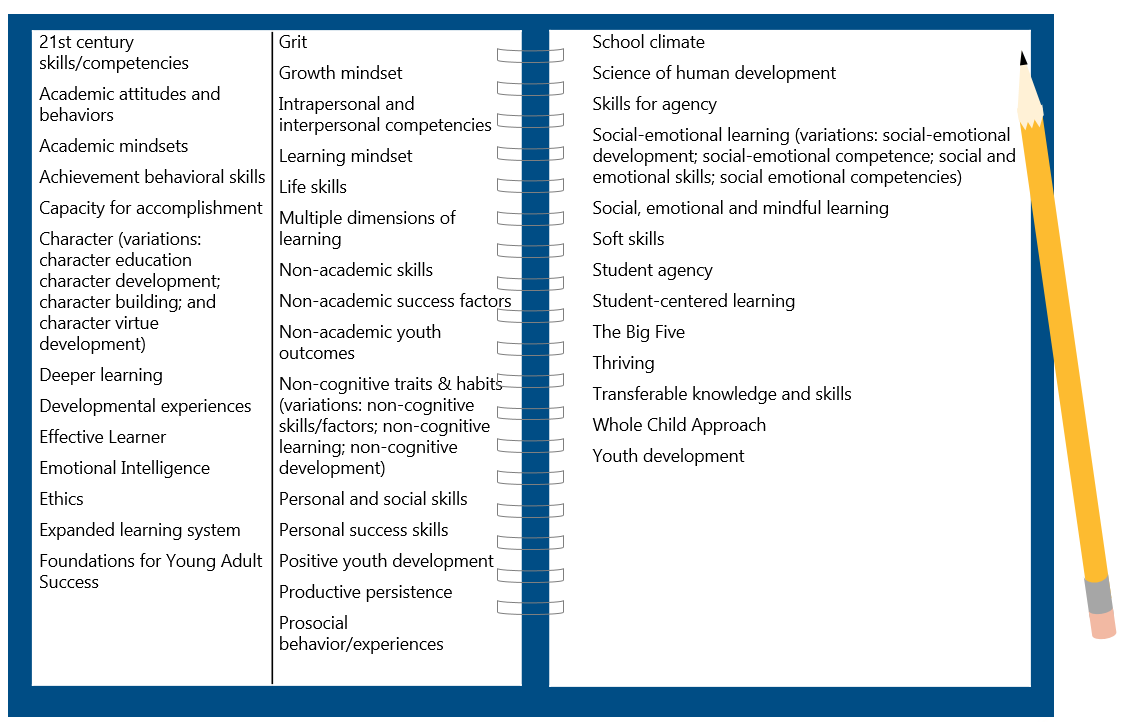 21st century
skills/competencies
Academic attitudes and
behaviors
Academic mindsets
Achievement behavioral skills
Capacity for accomplishment
Character (variations:
character education
character development;
character building; and
character virtue
development)
Deeper learning
Developmental experiences
Effective Learner
Emotional Intelligence
Ethics
Expanded learning system
Foundations for Young Adult
Success
Grit
Growth mindset
Intrapersonal and
interpersonal competencies
Learning mindset
Life skills
Multiple dimensions of
learning
Non-academic skills
Non-academic success factors
Non-academic youth
outcomes
Non-cognitive traits & habits
(variations: non-cognitive
skills/factors; non-cognitive
learning; non-cognitive
development)
Personal and social skills
Personal success skills
Positive youth development
Productive persistence
Prosocial
behavior/experiences
School climate
Science of human development
Skills for agency
Social-emotional learning (variations: social-emotional
development; social-emotional competence; social and
emotional skills; social emotional competencies)
Social, emotional and mindful learning
Soft skills
Student agency
Student-centered learning
The Big Five
Thriving
Transferable knowledge and skills
Whole Child Approach
Youth development